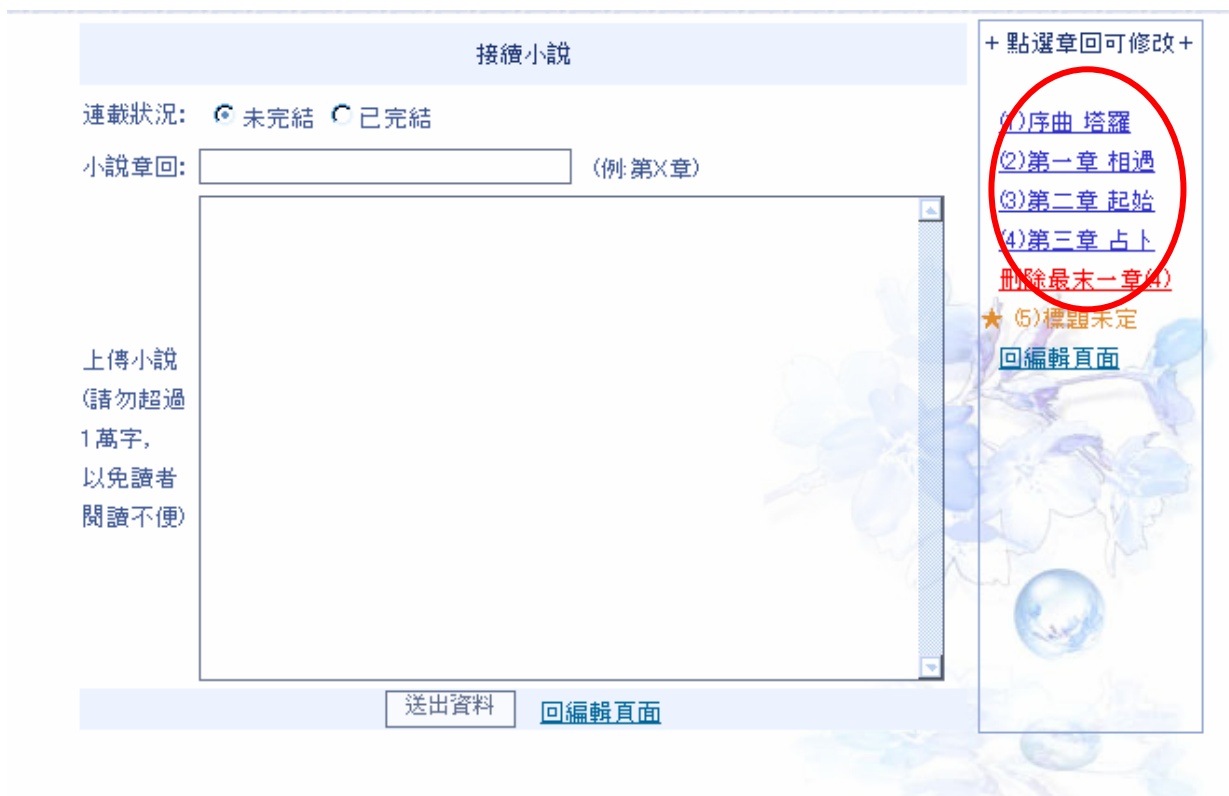 接續小說
連載狀況: 未完結 已完結
小說章回: (例:第X章)
上傳小說
(請勿超過
1萬字,
以免讀者
閱讀不便)
送出資料 回編輯頁面
+點選章回可修改+
(1)序曲 塔羅
(2)第一章 相遇
(3)第二章 起始
(4)第三章 占卜
刪除最末一章(4)
★ (5)標題未定
回編輯頁面